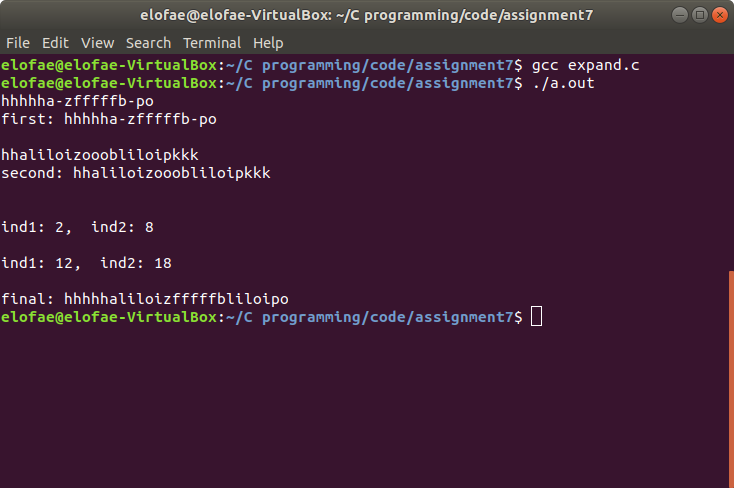 elofae@elofae-VirtualBox: ~/C programming/code/assignment7
File Edit View Search Terminal Help
elofae@elofae-VirtualBox:~/C programming/code/assignment7$ gcc expand.c
elofae@elofae-VirtualBox:~/C programming/code/assignment7$ ./a.out
hhhhha-zfffffb-po
first: hhhhha-zfffffb-po
hhaliloizooobliloipkkk
second: hhaliloizooobliloipkkk
ind1: 2,  ind2: 8
ind1: 12,  ind2: 18
final: hhhhhaliloizfffffbliloipo
elofae@elofae-VirtualBox:~/C programming/code/assignment7$